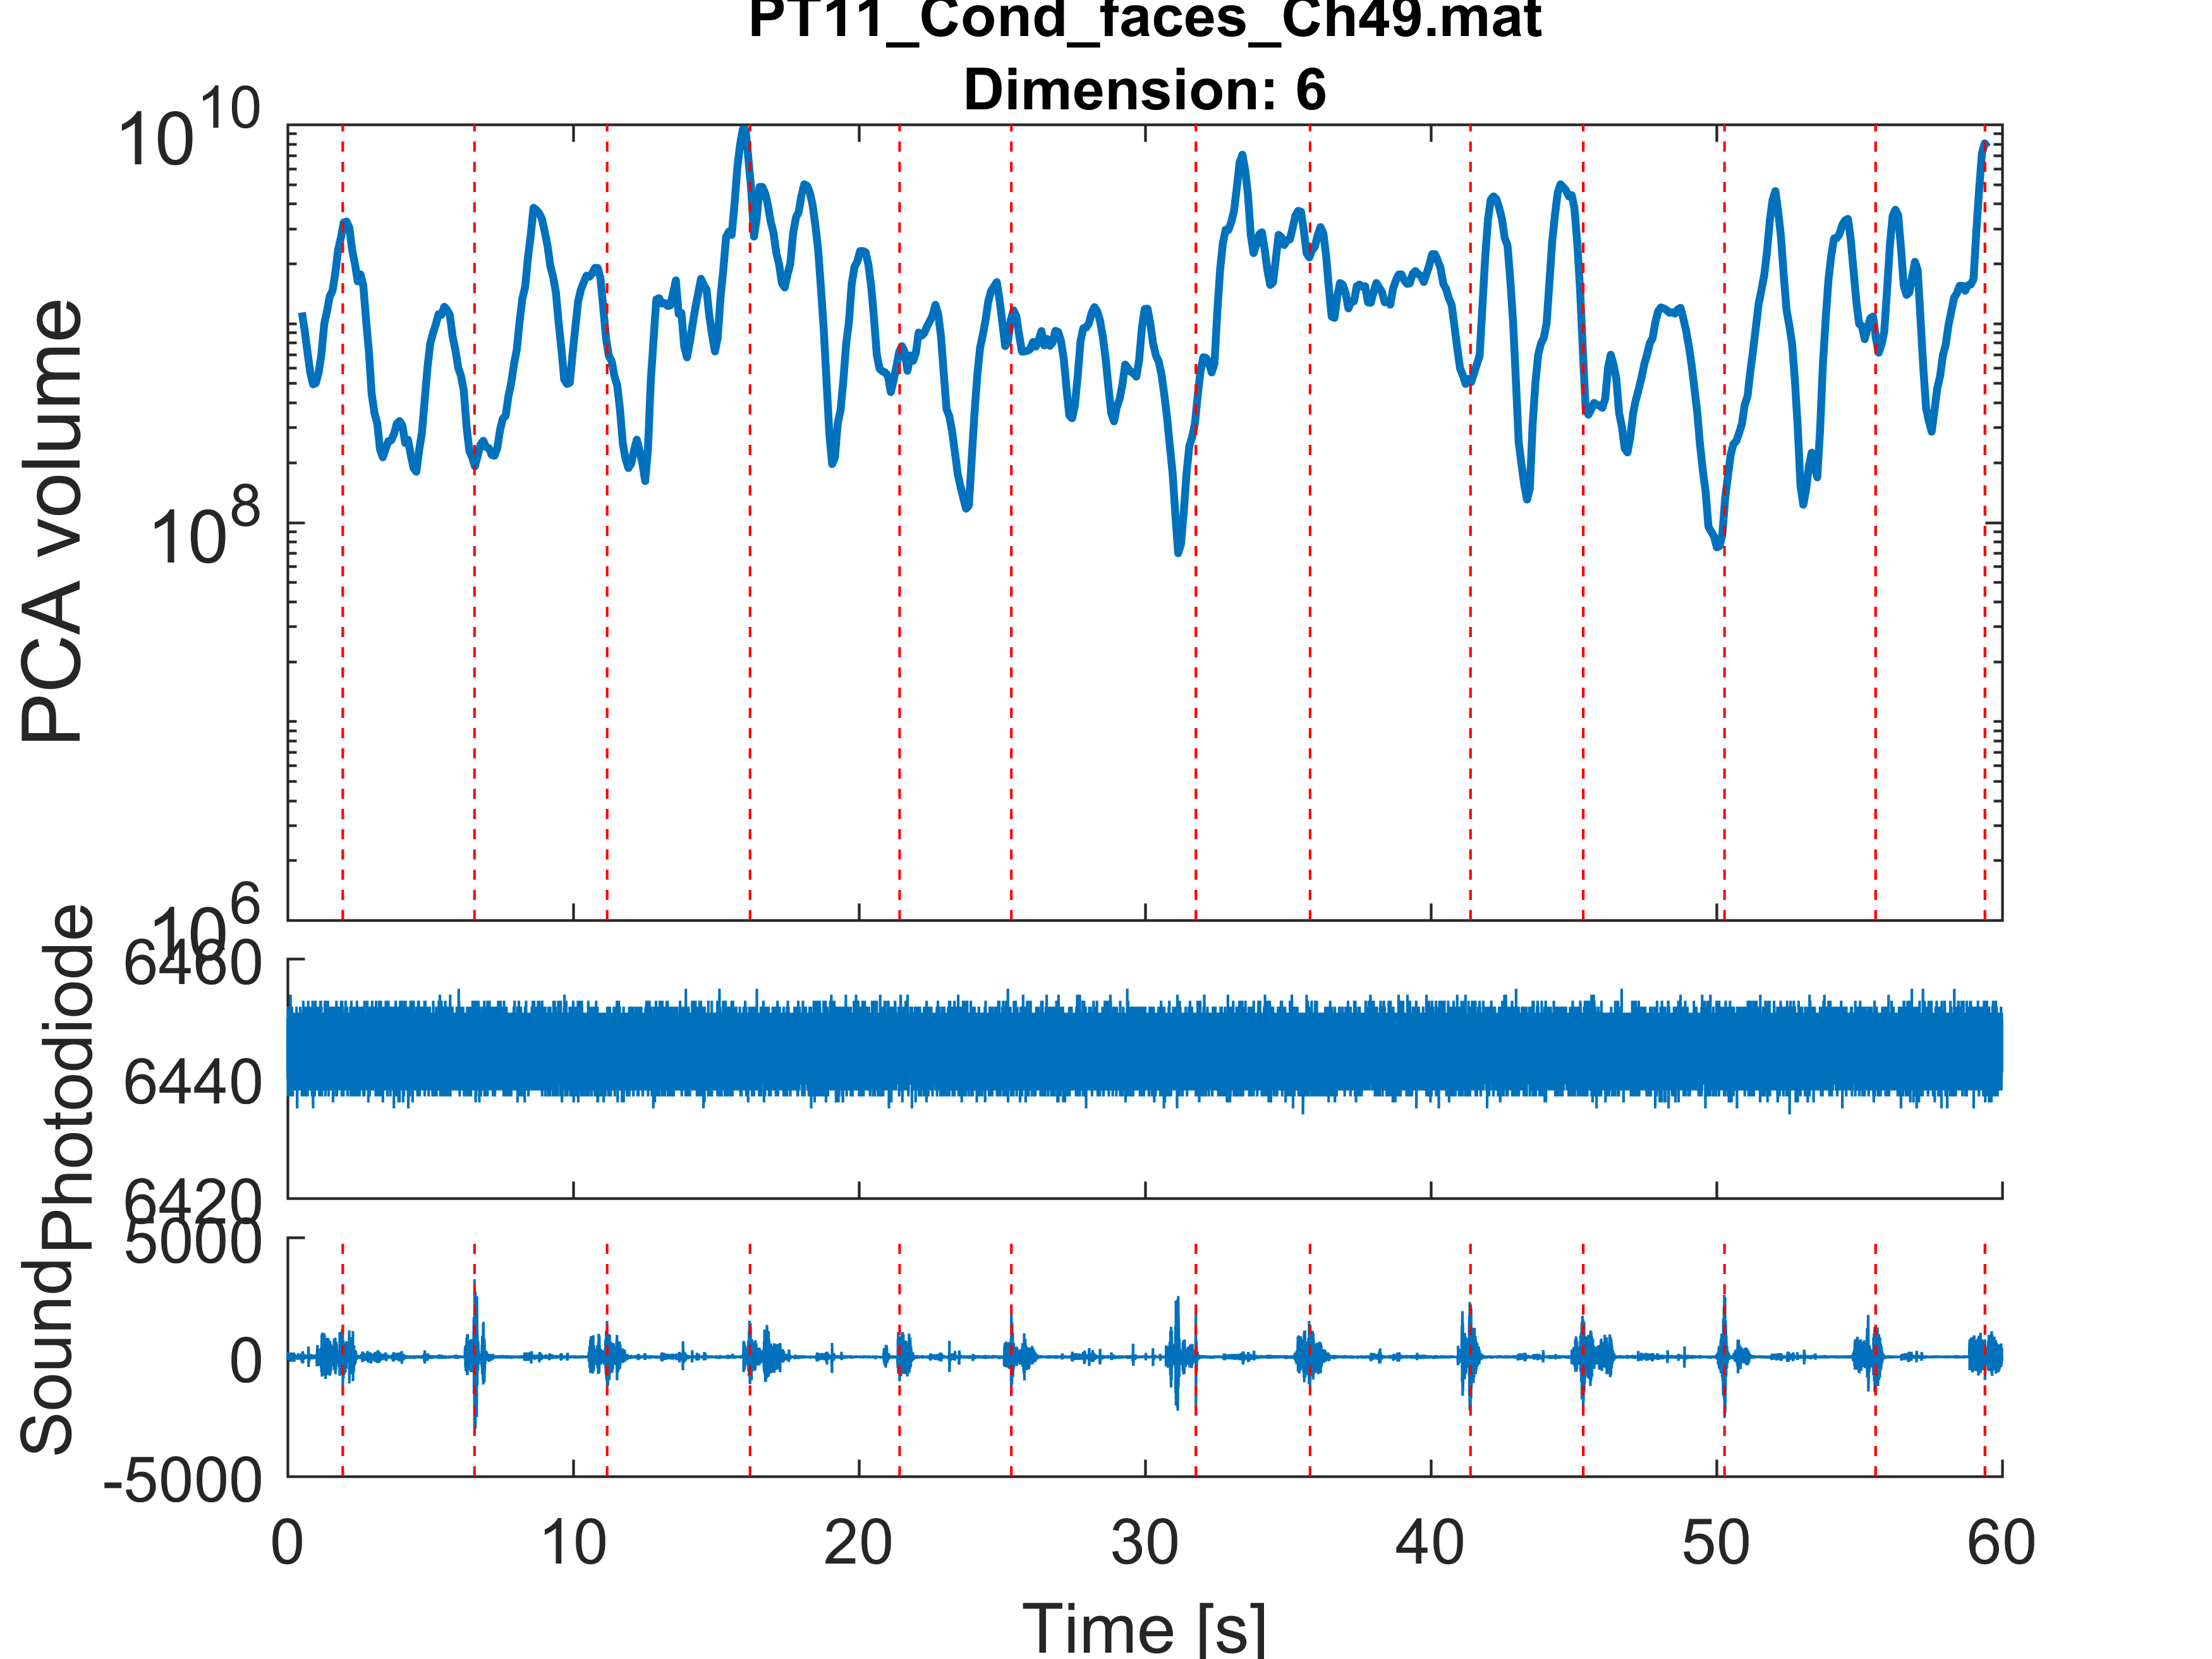 PT11_Cond_faces_Ch49.mat
Dimension: 6
10^10
10^8
10^6
PCA volume
6460
6440
6420
Photodiode
5000
0
-5000
Sound
0 10 20 30 40 50 60
Time [s]